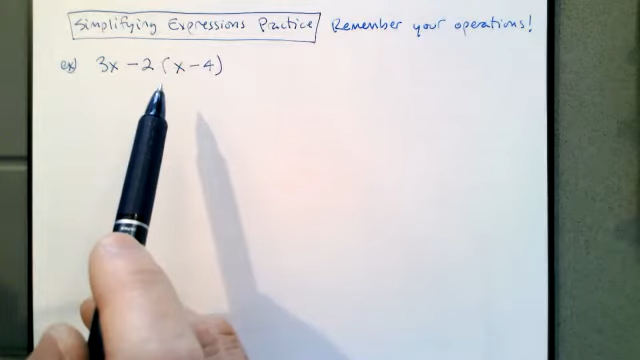 Simplifying Expressions Practice Remember your operations!
ex) 3x - 2 (x - 4)